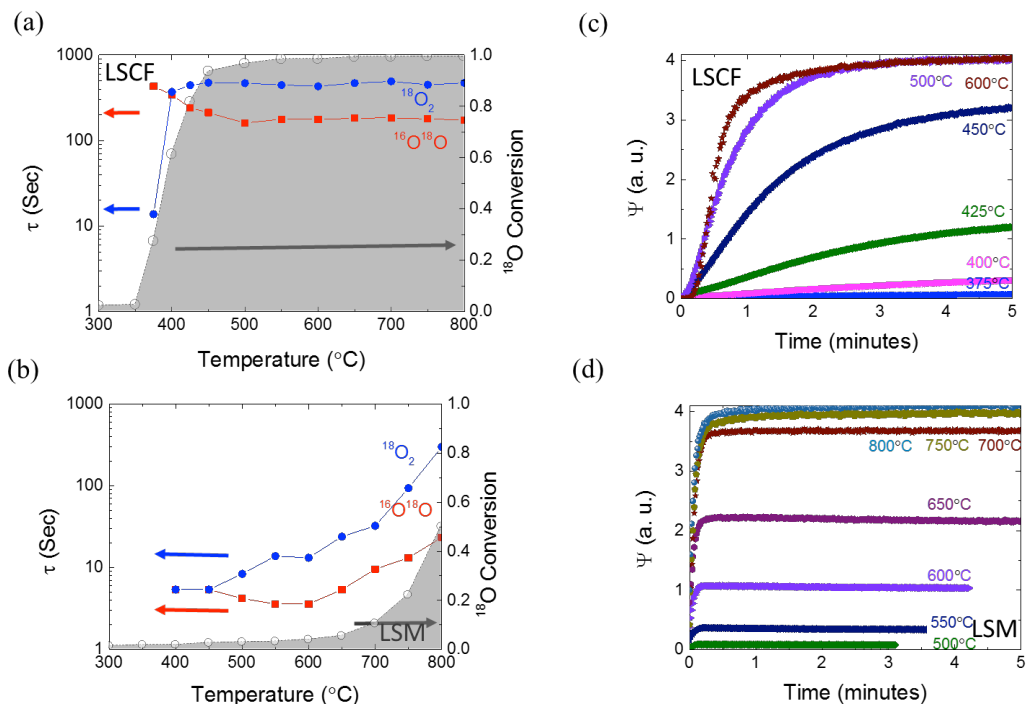 (a)
LSCF
1000
100
10
1
τ (Sec)
¹⁸O₂
¹⁶O¹⁸O
1.0
0.8
0.6
0.4
0.2
0.0
¹⁸O Conversion
300 400 500 600 700 800
Temperature (°C)
(c)
LSCF
4
3
2
1
0
Ψ (a. u.)
500°C
600°C
450°C
425°C
400°C
375°C
0 1 2 3 4 5
Time (minutes)
(b)
1000
100
10
1
τ (Sec)
¹⁸O₂
¹⁶O¹⁸O
LSM
1.0
0.8
0.6
0.4
0.2
0.0
¹⁸O Conversion
300 400 500 600 700 800
Temperature (°C)
(d)
4
3
2
1
0
Ψ (a. u.)
800°C 750°C 700°C
650°C
600°C
550°C
500°C
LSM
0 1 2 3 4 5
Time (minutes)